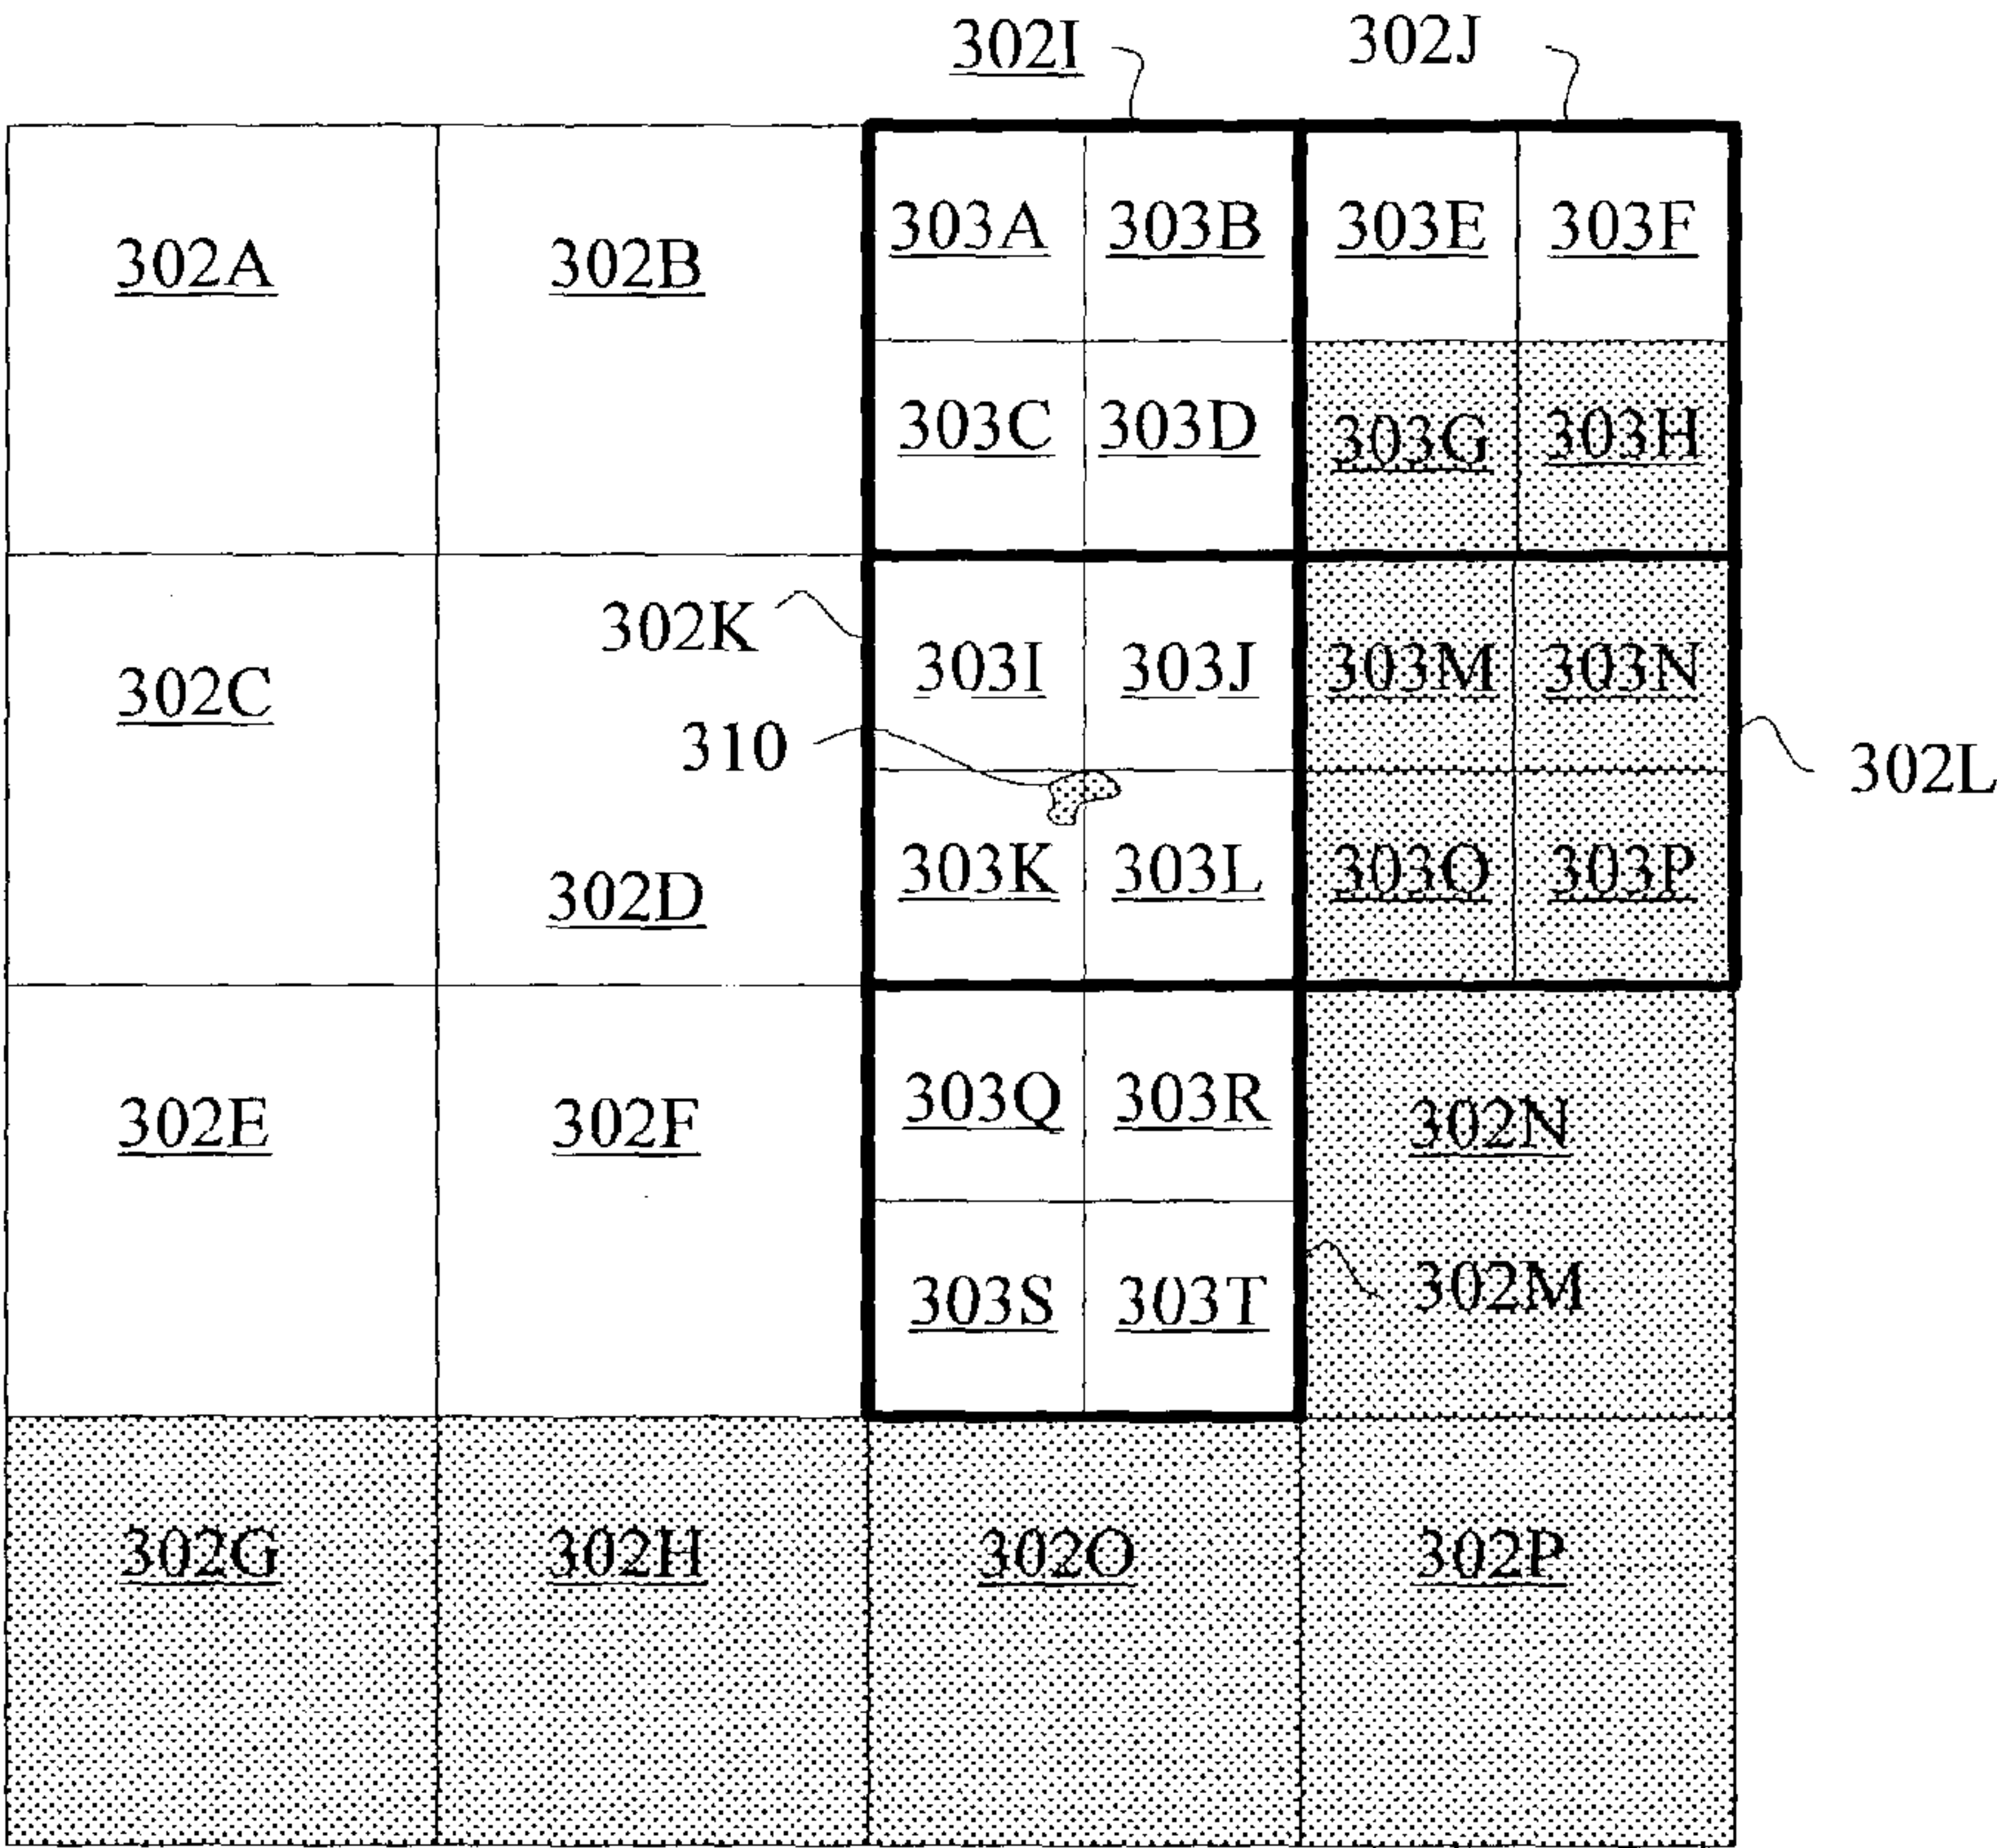 302I 302J
303A 303B 303E 303F
302A 302B
303C 303D 303G 303H
302K
303I 303J 303M 303N
302C
310
302L
303K 303L 303O 303P
302D
303Q 303R
302E 302F 302N
303S 303T 302M
302G 302H 302O 302P